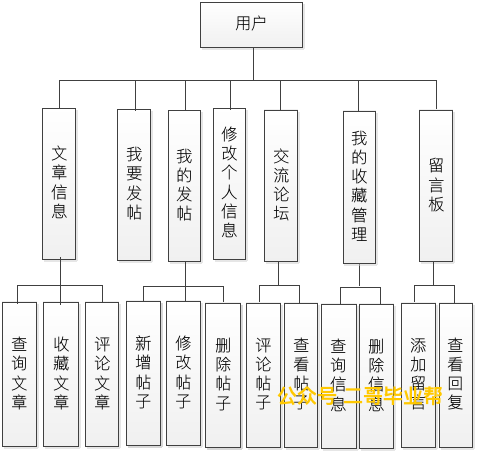 用户
文章信息
我要发帖
我的发帖
修改个人信息
交流论坛
我的收藏管理
留言板
查询文章
收藏文章
评论文章
新增帖子
修改帖子
删除帖子
评论帖子
查看帖子
查询信息
删除信息
添加留言
查看回复
公众号 二哥毕业帮